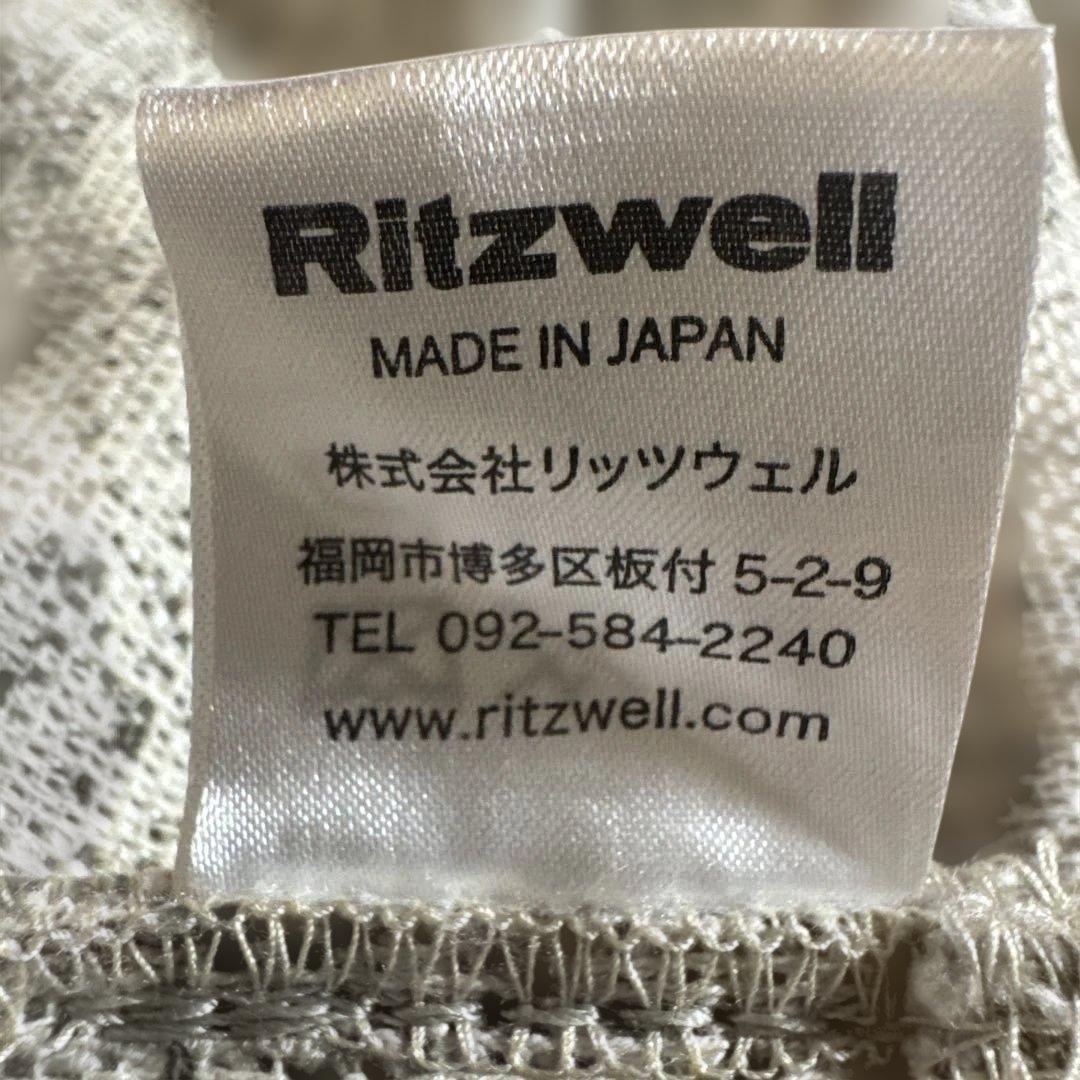 Ritzwell
MADE IN JAPAN
株式会社リッツウェル
福岡市博多区板付 5-2-9
TEL 092-584-2240
www.ritzwell.com